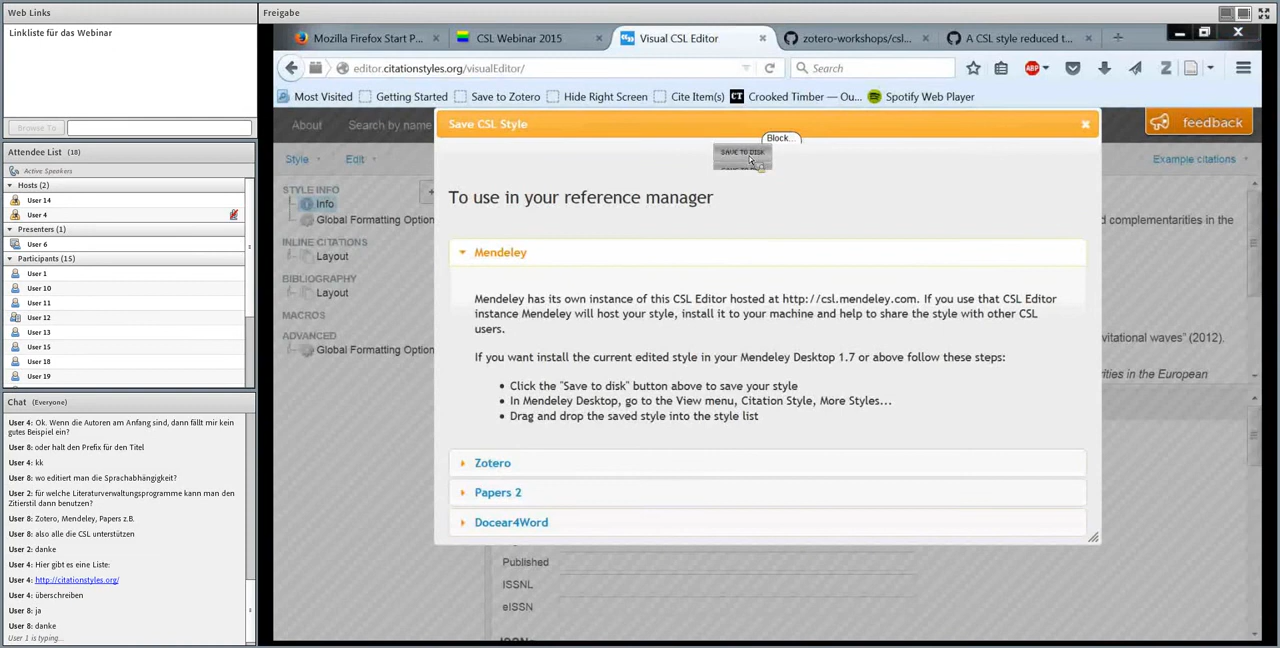 Web Links
Linkliste für das Webinar
Browse To
Attendee List (18)
Active Speakers
Hosts (2)
User 14
User 4
Presenters (1)
User 6
Participants (15)
User 1
User 10
User 11
User 12
User 13
User 15
User 18
User 19
Chat (Everyone)
User 4: Ok. Wenn die Autoren am Anfang sind, dann fällt mir kein
gutes Beispiel ein?
User 8: oder halt den Prefix für den Titel
User 4: kk
User 8: wo editiert man die Sprachabhängigkeit?
User 2: für welche Literaturverwaltungsprogramme kann man den
Zitierstil dann benutzen?
User 8: Zotero, Mendeley, Papers z.B.
User 8: also alle die CSL unterstützen
User 2: danke
User 4: Hier gibt es eine Liste:
User 4: http://citationstyles.org/
User 4: überschreiben
User 8: ja
User 8: danke
User 1 is typing...
Freigabe
Mozilla Firefox Start P...
CSL Webinar 2015
Visual CSL Editor
zotero-workshops/csl...
A CSL style reduced t...
editor.citationstyles.org/visualEditor/
Search
ABP
Z
Most Visited
Getting Started
Save to Zotero
Hide Right Screen
Cite Item(s)
CT Crooked Timber — Ou...
Spotify Web Player
About
Search by name
feedback
Style
Edit
Example citations
STYLE INFO
Info
Global Formatting Option
INLINE CITATIONS
Layout
BIBLIOGRAPHY
Layout
MACROS
ADVANCED
Global Formatting Option
d complementarities in the
vitational waves” (2012).
rities in the European
Save CSL Style
Block...
SAVE TO DISK
To use in your reference manager
Mendeley
Mendeley has its own instance of this CSL Editor hosted at http://csl.mendeley.com. If you use that CSL Editor
instance Mendeley will host your style, install it to your machine and help to share the style with other CSL
users.
If you want install the current edited style in your Mendeley Desktop 1.7 or above follow these steps:
• Click the "Save to disk" button above to save your style
• In Mendeley Desktop, go to the View menu, Citation Style, More Styles...
• Drag and drop the saved style into the style list
Zotero
Papers 2
Docear4Word
Published
ISSNL
eISSN